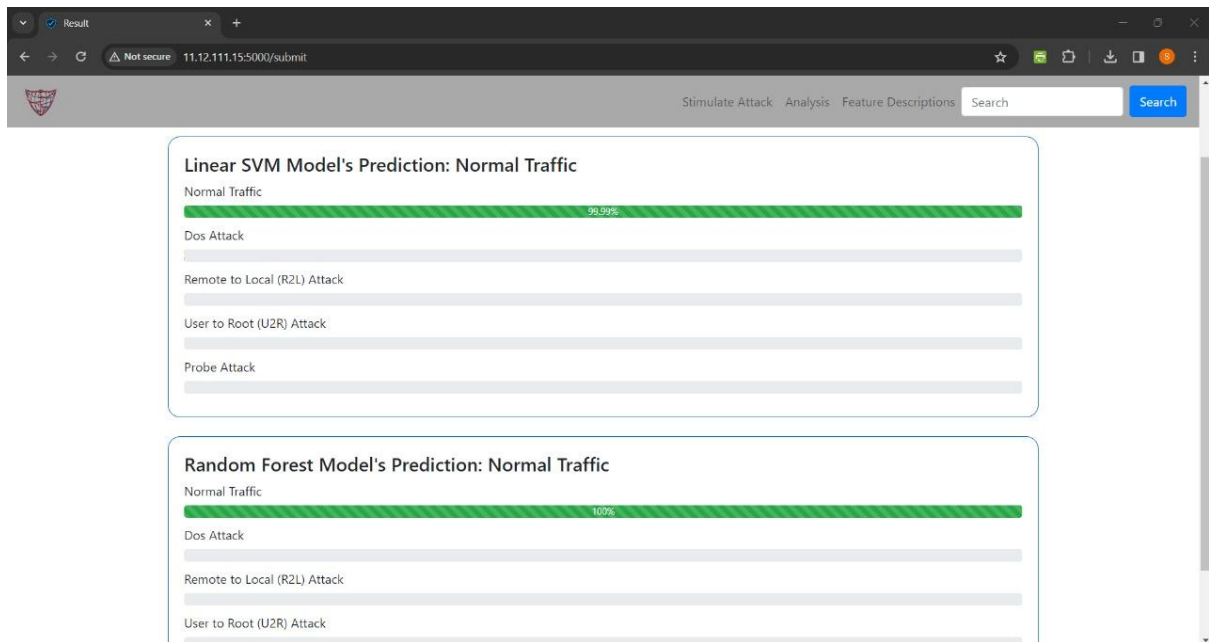 Result
Not secure 11.12.111.15:5000/submit
S
Stimulate Attack Analysis Feature Descriptions Search Search
Linear SVM Model's Prediction: Normal Traffic
Normal Traffic
99.99%
Dos Attack
Remote to Local (R2L) Attack
User to Root (U2R) Attack
Probe Attack
Random Forest Model's Prediction: Normal Traffic
Normal Traffic
100%
Dos Attack
Remote to Local (R2L) Attack
User to Root (U2R) Attack